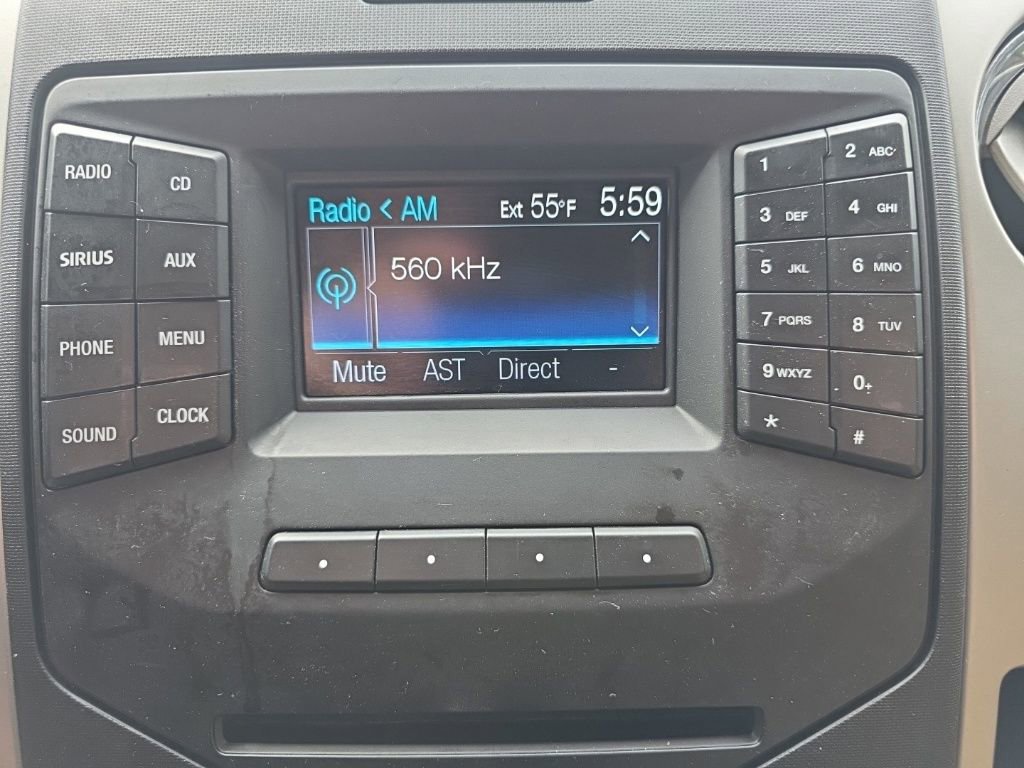 RADIO
CD
SIRIUS
AUX
PHONE
MENU
SOUND
CLOCK
Radio < AM Ext 55°F 5:59
560 kHz
Mute AST Direct -
1
2 ABC
3 DEF
4 GHI
5 JKL
6 MNO
7 PQRS
8 TUV
9 WXYZ
0+
*
#